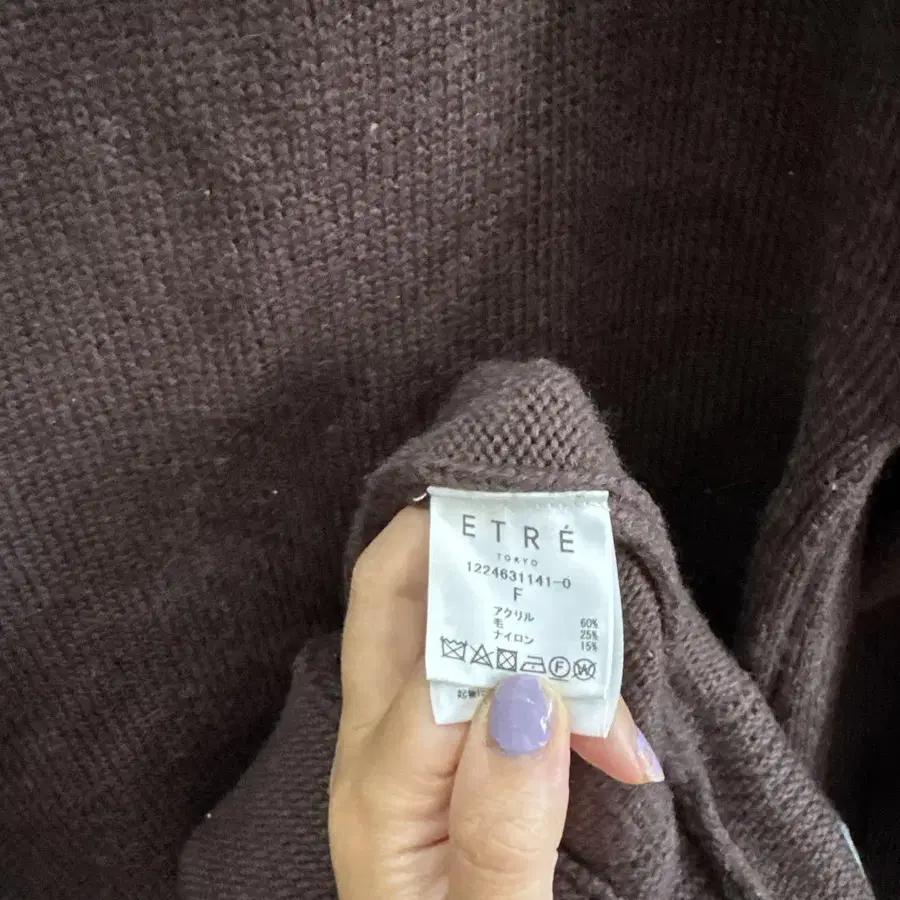 ETRÉ
TOKYO
1224631141-0
F
アクリル 60%
毛 25%
ナイロン 15%
F W